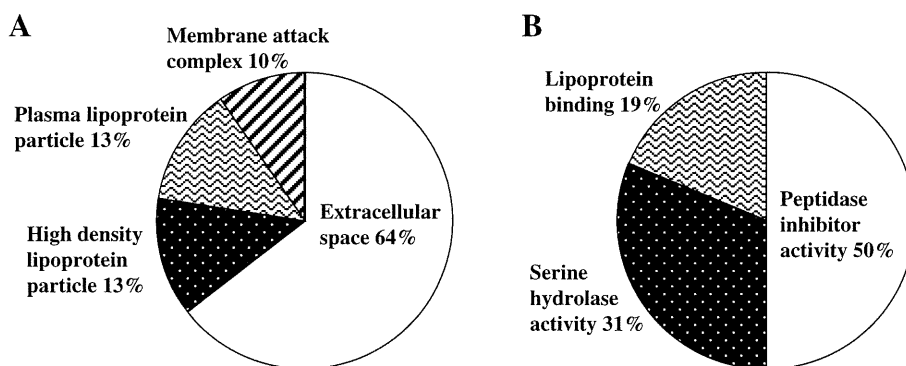 A
Membrane attack
complex 10%
Plasma lipoprotein
particle 13%
High density
lipoprotein
particle 13%
Extracellular
space 64%
B
Lipoprotein
binding 19%
Peptidase
inhibitor
activity 50%
Serine
hydrolase
activity 31%